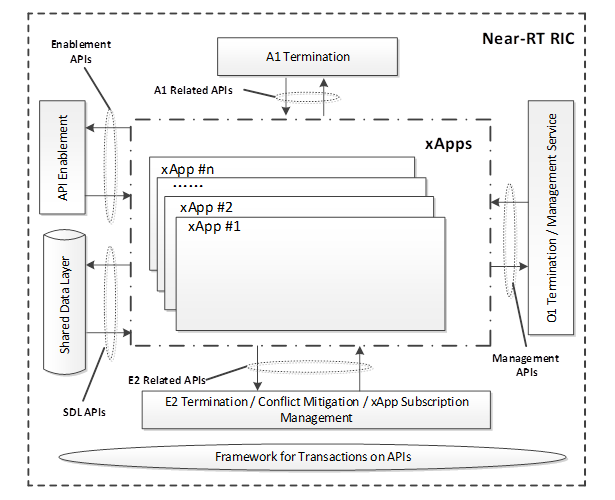 Near-RT RIC
Enablement
APIs
A1 Termination
A1 Related APIs
API Enablement
xApps
xApp #n
......
xApp #2
xApp #1
O1 Termination / Management Service
Shared Data Layer
Management
APIs
E2 Related APIs
SDL APIs
E2 Termination / Conflict Mitigation / xApp Subscription
Management
Framework for Transactions on APIs